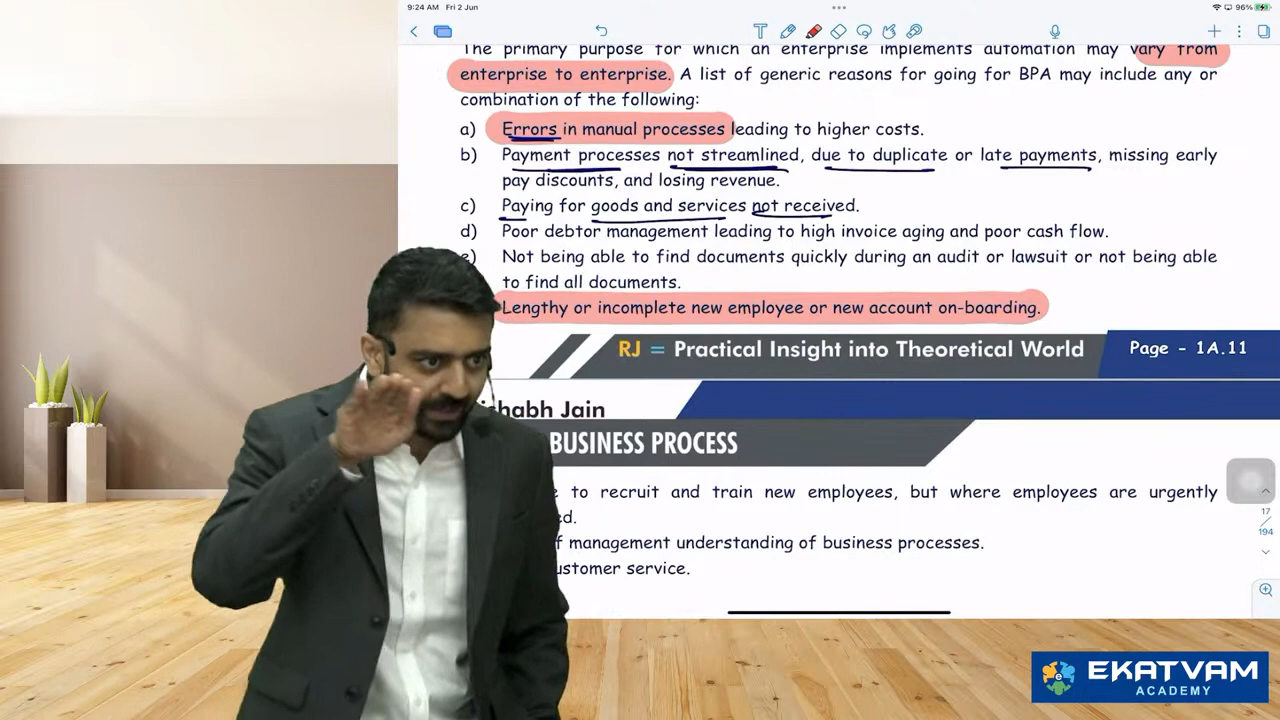 9:24 AM Fri 2 Jun
96%
The primary purpose for which an enterprise implements automation may vary from
enterprise to enterprise. A list of generic reasons for going for BPA may include any or
combination of the following:
a) Errors in manual processes leading to higher costs.
b) Payment processes not streamlined, due to duplicate or late payments, missing early
pay discounts, and losing revenue.
c) Paying for goods and services not received.
d) Poor debtor management leading to high invoice aging and poor cash flow.
Not being able to find documents quickly during an audit or lawsuit or not being able
to find all documents.
Lengthy or incomplete new employee or new account on-boarding.
RJ = Practical Insight into Theoretical World
Page - 1A.11
Jain
BUSINESS PROCESS
to recruit and train new employees, but where employees are urgently
management understanding of business processes.
service.
17
194
EKATVAM
ACADEMY